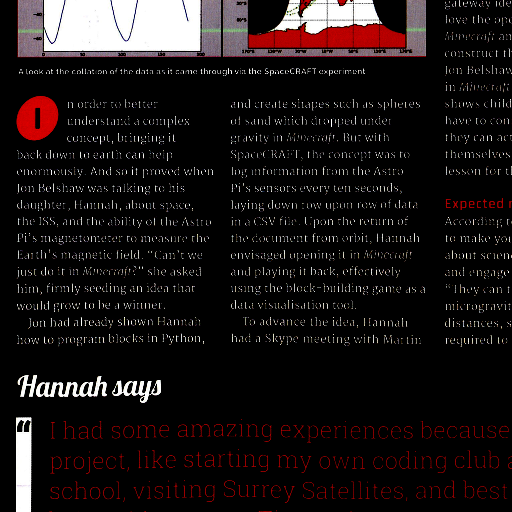 A look at the collation of the data as it came through via the SpaceCRAFT experiment
In order to better
understand a complex
concept, bringing it
back down to earth can help
enormously. And so it proved when
Jon Belshaw was talking to his
daughter, Hannah, about space,
the ISS, and the ability of the Astro
Pi's magnetometer to measure the
Earth's magnetic field. "Can't we
just do it in Minecraft?" she asked
him, firmly seeding an idea that
would grow to be a winner.
Jon had already shown Hannah
how to program blocks in Python,
and create shapes such as spheres
of sand which dropped under
gravity in Minecraft. But with
SpaceCRAFT, the concept was to
log information from the Astro
Pi's sensors every ten seconds,
laying down row upon row of data
in a CSV file. Upon the return of
the document from orbit, Hannah
envisaged opening it in Minecraft
and playing it back, effectively
using the block-building game as a
data visualisation tool.
To advance the idea, Hannah
had a Skype meeting with Martin
gateway ide
love the ope
Minecraft an
construct th
Jon Belshaw
in Minecraft
shows child
have to con
they can act
themselves
lesson for th
Expected r
According to
to make you
about scienc
and engage
"They can t
microgravit
distances, s
required to
Hannah says
"
I had some amazing experiences because
project, like starting my own coding club a
school, visiting Surrey Satellites, and best